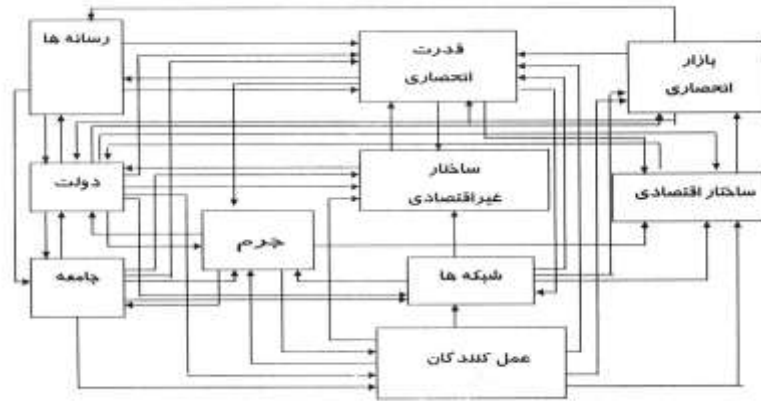 رسانه ها
قدرت
انحصاری
بازار
انحصاری
دولت
ساختار
غیراقتصادی
ساختار اقتصادی
جرم
جامعه
شبکه ها
عمل کنندگان